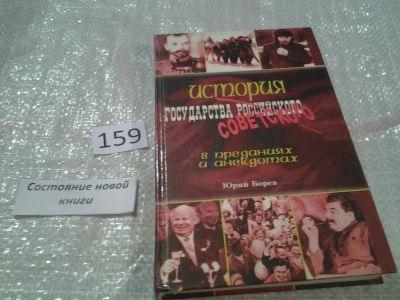 ИСТОРИЯ
ГОСУДАРСТВА РОССИЙСКОГО
СОВЕТСКОГО
в преданиях
и анекдотах
Юрий Борев
159
Состояние новой
книги